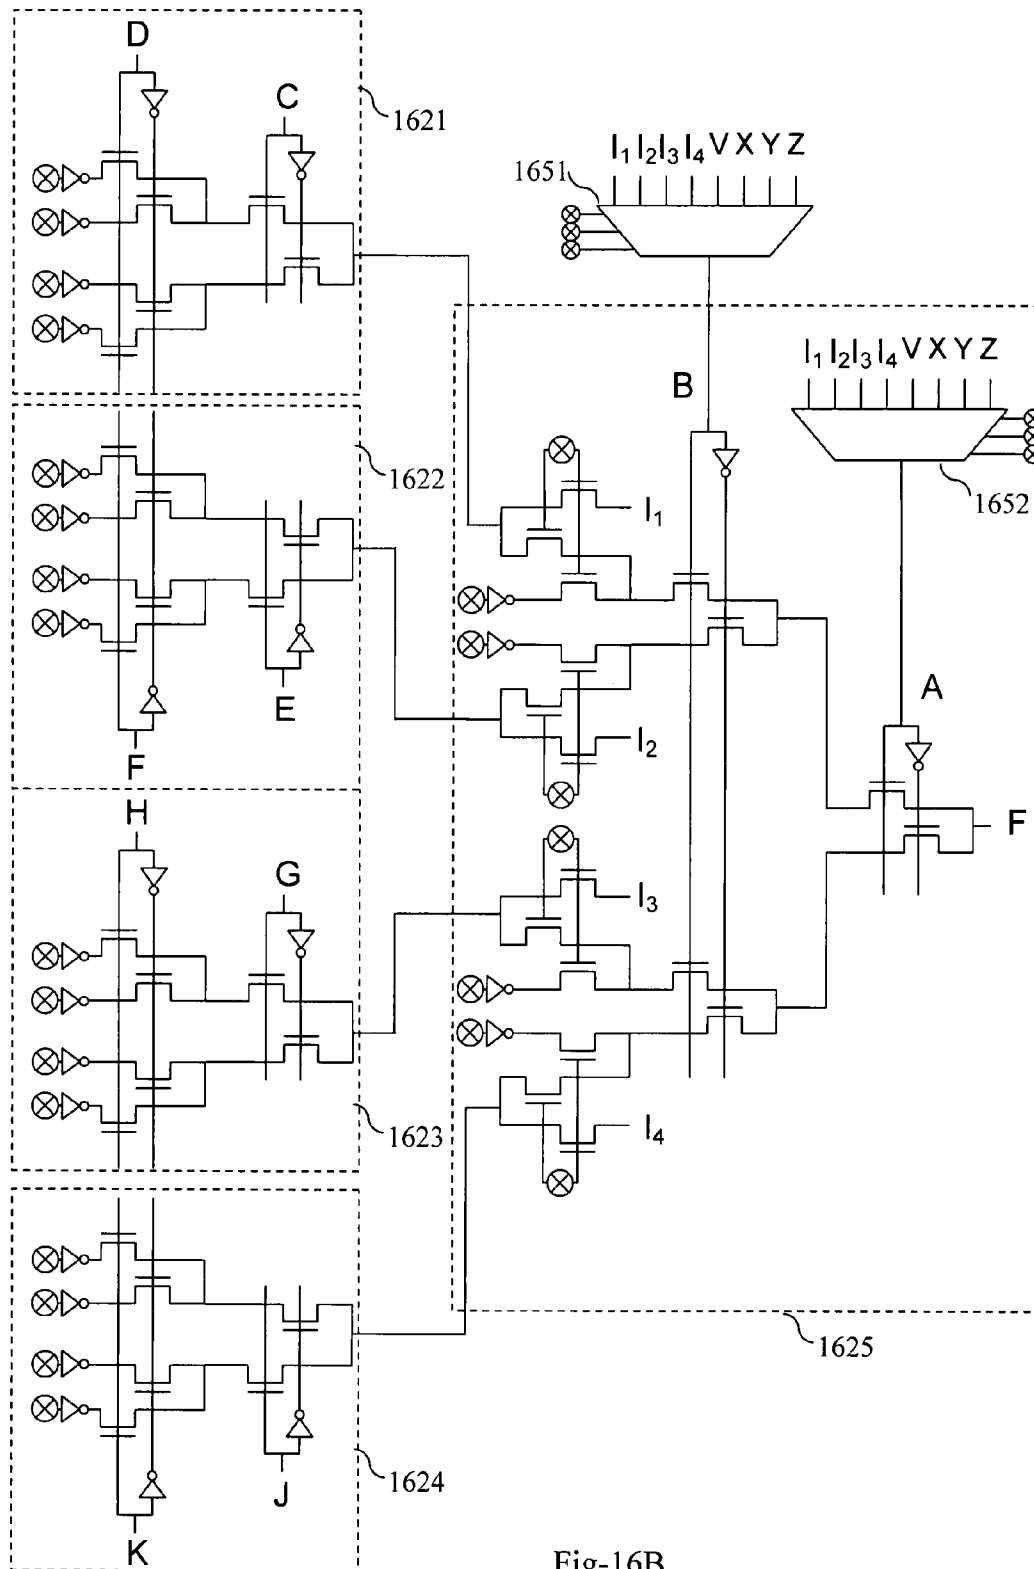 D
C
1621
I₁ I₂ I₃ I₄ V X Y Z
1651
I₁ I₂ I₃ I₄ V X Y Z
B
1622
1652
I₁
E
A
F
I₂
H
F
G
I₃
1623
I₄
1625
1624
J
K
Fig-16B